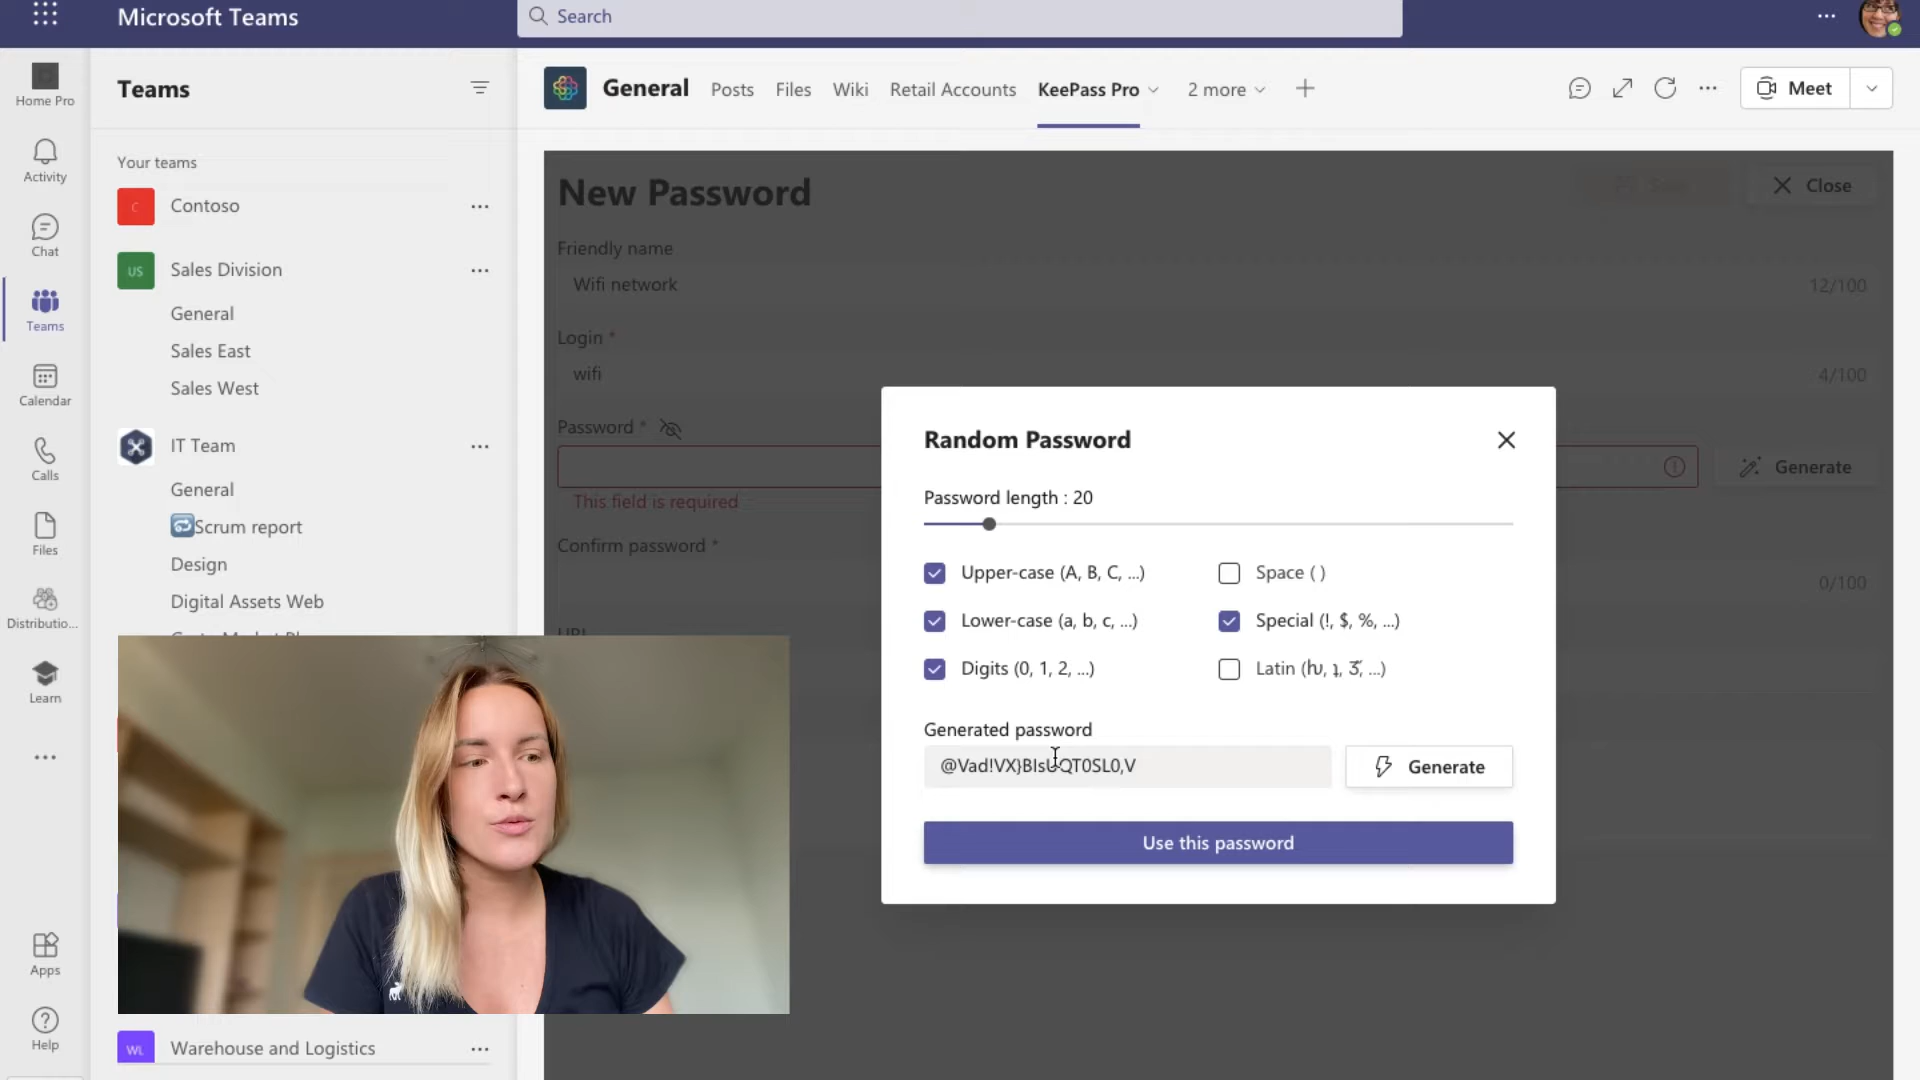 Microsoft Teams
Search
Home Pro
Activity
Chat
Teams
Calendar
Calls
Files
Distributio...
Learn
Apps
Help
Teams
Your teams
C
Contoso
US
Sales Division
General
Sales East
Sales West
IT Team
General
Scrum report
Design
Digital Assets Web
WL
Warehouse and Logistics
General
Posts
Files
Wiki
Retail Accounts
KeePass Pro
2 more
Meet
New Password
Save
Close
Friendly name
Wifi network
12/100
Login *
wifi
4/100
Password *
Generate
This field is required
Confirm password *
0/100
URL
Random Password
Password length : 20
Upper-case (A, B, C, ...)
Space ( )
Lower-case (a, b, c, ...)
Special (!, $, %, ...)
Digits (0, 1, 2, ...)
Generated password
Generate
Use this password